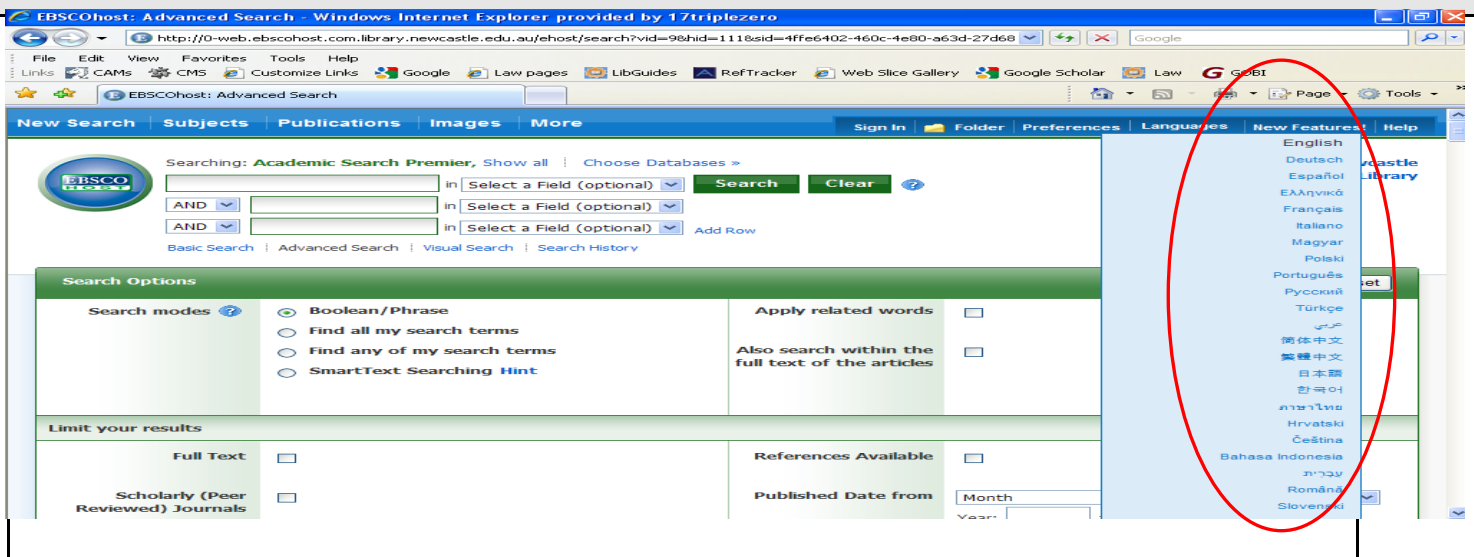 EBSCOhost: Advanced Search - Windows Internet Explorer provided by 17triplezero
http://0-web.ebscohost.com.library.newcastle.edu.au/ehost/search?vid=9&hid=111&sid=4ffe6402-460c-4e80-a63d-27d68
Google
File Edit View Favorites Tools Help
Links CAMs CMS Customize Links Google Law pages LibGuides RefTracker Web Slice Gallery Google Scholar Law GOBI
EBSCOhost: Advanced Search
Page Tools
New Search Subjects Publications Images More
Sign In Folder Preferences Languages New Features! Help
Searching: Academic Search Premier, Show all Choose Databases »
EBSCO
HOST
in Select a Field (optional) Search Clear
AND in Select a Field (optional)
AND in Select a Field (optional) Add Row
Basic Search Advanced Search Visual Search Search History
Library
English
Deutsch
Español
Ελληνικά
Français
Italiano
Magyar
Polski
Português
Русский
Türkçe
عربي
简体中文
繁體中文
日本語
한국어
ภาษาไทย
Hrvatski
Čeština
Bahasa Indonesia
עברית
Română
Slovenski
Search Options
Search modes
Boolean/Phrase
Find all my search terms
Find any of my search terms
SmartText Searching Hint
Apply related words
Also search within the
full text of the articles
Limit your results
Full Text
References Available
Scholarly (Peer
Reviewed) Journals
Published Date from Month
Year: